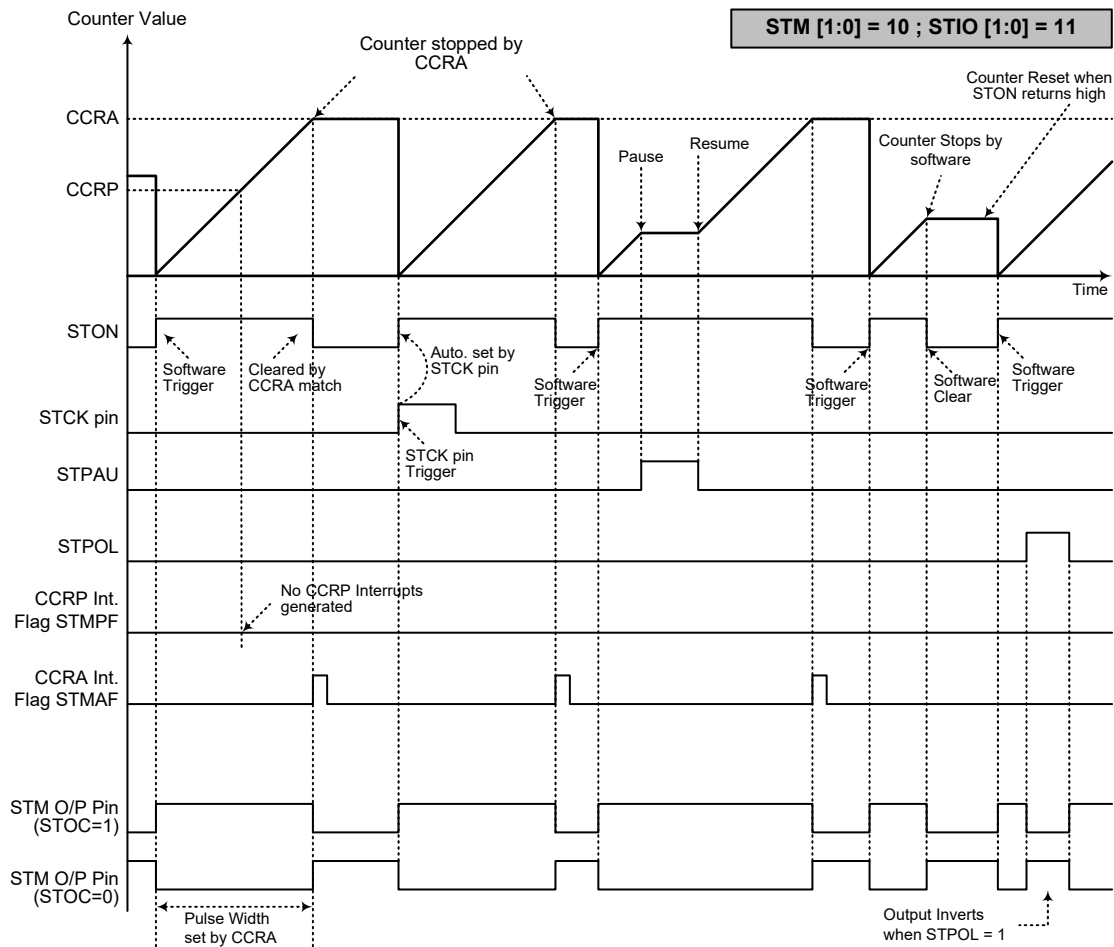 Counter Value
STM [1:0] = 10 ; STIO [1:0] = 11
Counter stopped by
CCRA
Counter Reset when
STON returns high
CCRA
Pause
Resume
Counter Stops by
software
CCRP
Time
STON
Software
Trigger
Cleared by
CCRA match
Auto. set by
STCK pin
Software
Trigger
Software
Trigger
Software
Clear
Software
Trigger
STCK pin
STCK pin
Trigger
STPAU
STPOL
No CCRP Interrupts
generated
CCRP Int.
Flag STMPF
CCRA Int.
Flag STMAF
STM O/P Pin
(STOC=1)
STM O/P Pin
(STOC=0)
Pulse Width
set by CCRA
Output Inverts
when STPOL = 1